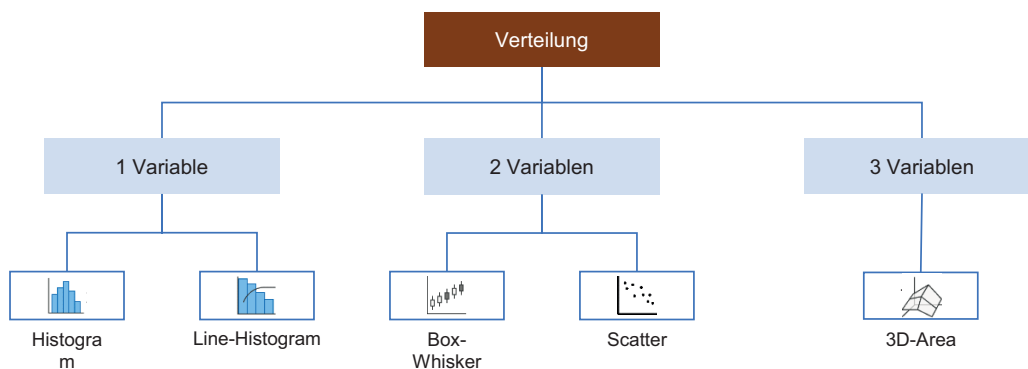 Verteilung
1 Variable
2 Variablen
3 Variablen
Histogra
m
Line-Histogram
Box-
Whisker
Scatter
3D-Area